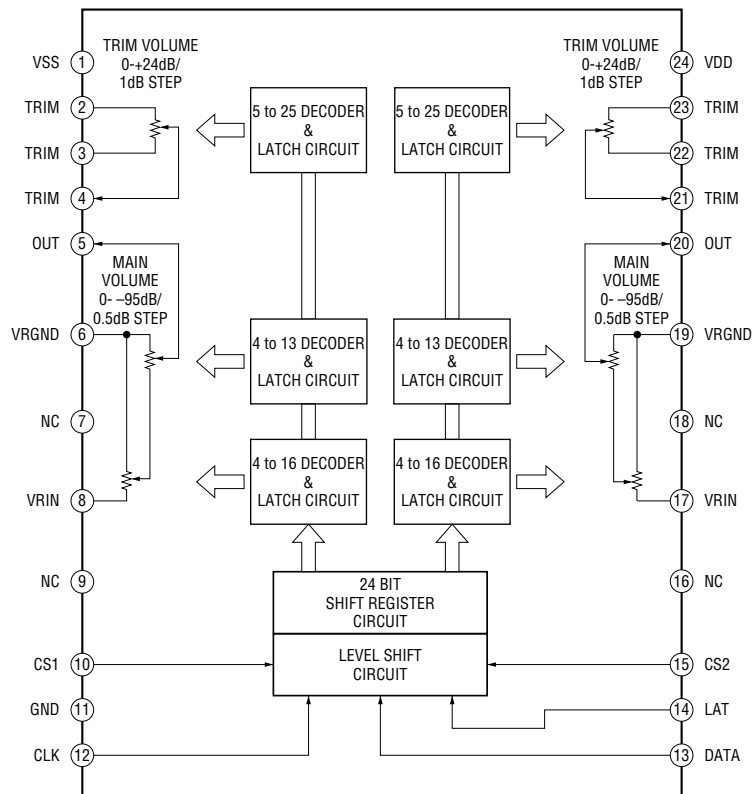 TRIM VOLUME
0-+24dB/
1dB STEP
TRIM VOLUME
0-+24dB/
1dB STEP
VSS 1
24 VDD
TRIM 2
5 to 25 DECODER
&
LATCH CIRCUIT
5 to 25 DECODER
&
LATCH CIRCUIT
23 TRIM
TRIM 3
22 TRIM
TRIM 4
21 TRIM
OUT 5
20 OUT
MAIN
VOLUME
0- –95dB/
0.5dB STEP
MAIN
VOLUME
0- –95dB/
0.5dB STEP
VRGND 6
19 VRGND
4 to 13 DECODER
&
LATCH CIRCUIT
4 to 13 DECODER
&
LATCH CIRCUIT
NC 7
18 NC
4 to 16 DECODER
&
LATCH CIRCUIT
4 to 16 DECODER
&
LATCH CIRCUIT
VRIN 8
17 VRIN
NC 9
16 NC
24 BIT
SHIFT REGISTER
CIRCUIT
LEVEL SHIFT
CIRCUIT
CS1 10
15 CS2
GND 11
14 LAT
CLK 12
13 DATA